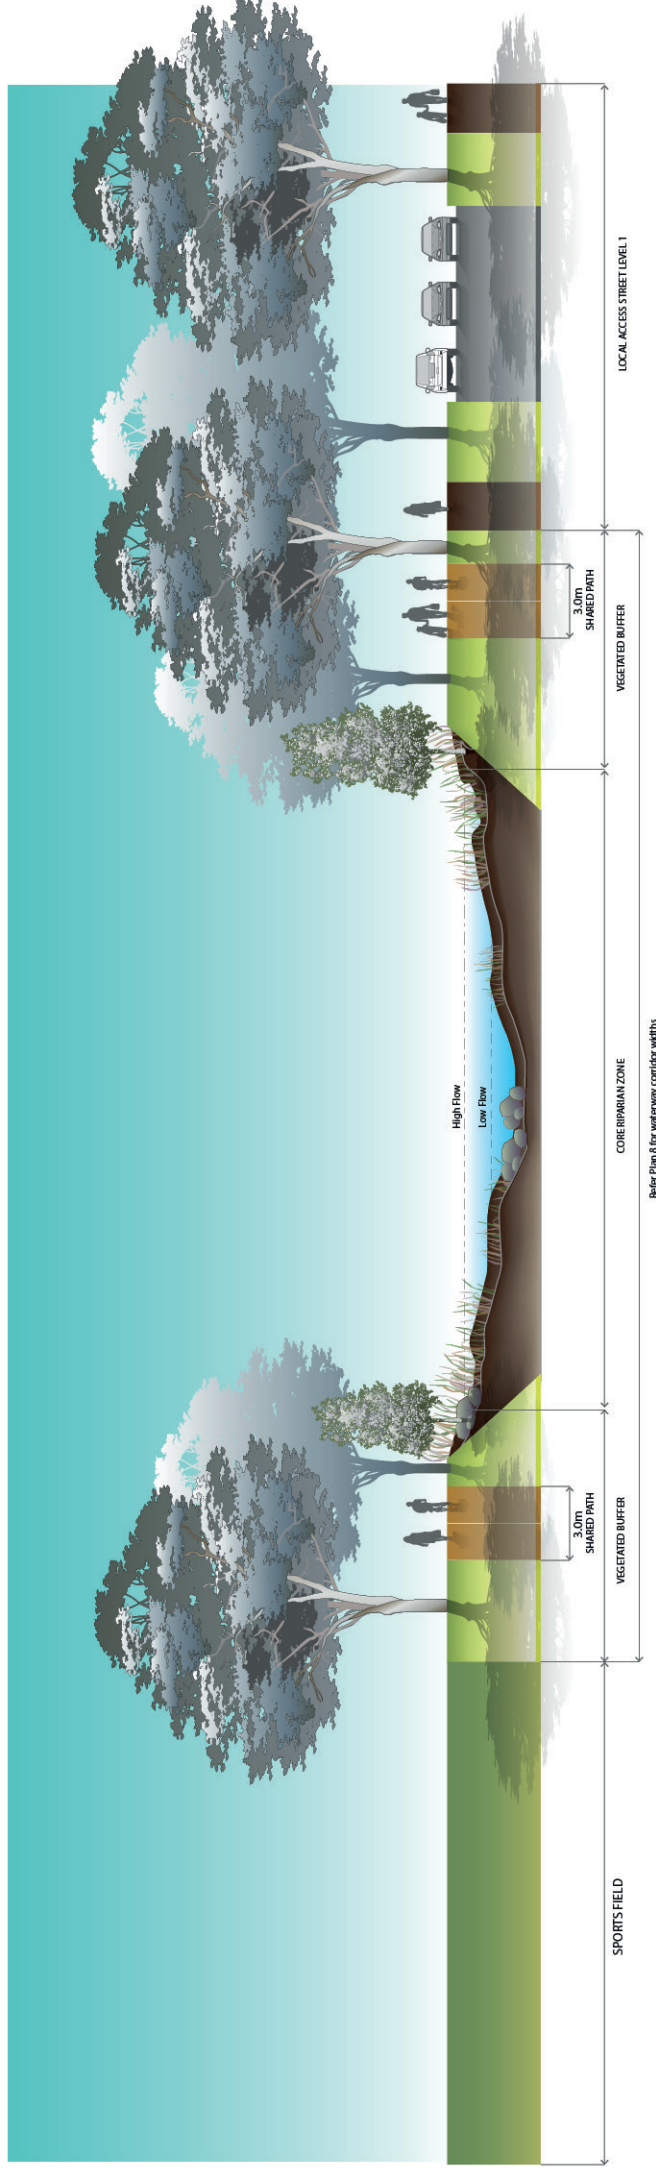 High Flow
Low Flow
3.0m
SHARED PATH
3.0m
SHARED PATH
SPORTS FIELD
VEGETATED BUFFER
CORE RIPARIAN ZONE
VEGETATED BUFFER
LOCAL ACCESS STREET LEVEL 1
Refer Plan 8 for waterway corridor widths